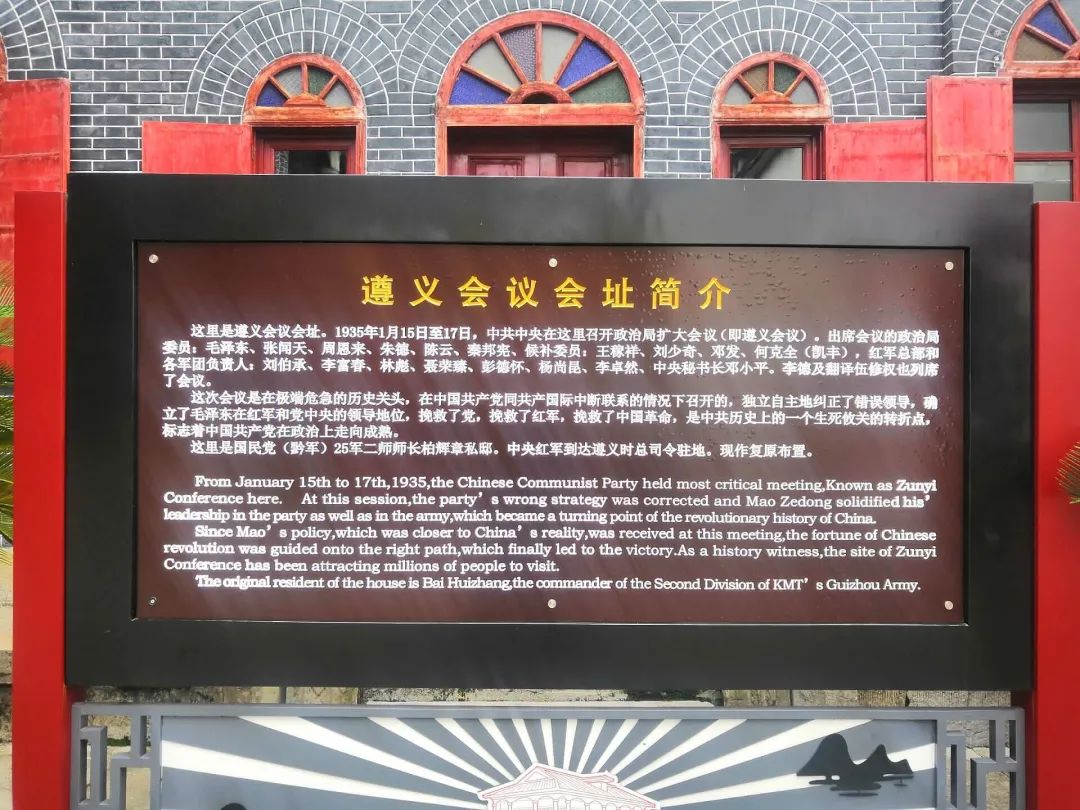 遵义会议会址简介
这里是遵义会议会址。1935年1月15日至17日，中共中央在这里召开政治局扩大会议（即遵义会议）。出席会议的政治局
委员：毛泽东、张闻天、周恩来、朱德、陈云、秦邦宪、候补委员：王稼祥、刘少奇、邓发、何克全（凯丰），红军总部和
各军团负责人：刘伯承、李富春、林彪、聂荣臻、彭德怀、杨尚昆、李卓然、中央秘书长邓小平。李德及翻译伍修权也列席
了会议。
这次会议是在极端危急的历史关头，在中国共产党同共产国际中断联系的情况下召开的，独立自主地纠正了错误领导，确
立了毛泽东在红军和党中央的领导地位，挽救了党，挽救了红军，挽救了中国革命，是中共历史上的一个生死攸关的转折点，
标志着中国共产党在政治上走向成熟。
这里是国民党（黔军）25军二师师长柏辉章私邸。中央红军到达遵义时总司令驻地。现作复原布置。
From January 15th to 17th,1935,the Chinese Communist Party held most critical meeting,Known as Zunyi
Conference here. At this session,the party's wrong strategy was corrected and Mao Zedong solidified his'
leadership in the party as well as in the army,which became a turning point of the revolutionary history of China.
Since Mao's policy,which was closer to China's reality,was received at this meeting,the fortune of Chinese
revolution was guided onto the right path,which finally led to the victory.As a history witness,the site of Zunyi
Conference has been attracting millions of people to visit.
The original resident of the house is Bai Huizhang,the commander of the Second Division of KMT's Guizhou Army.